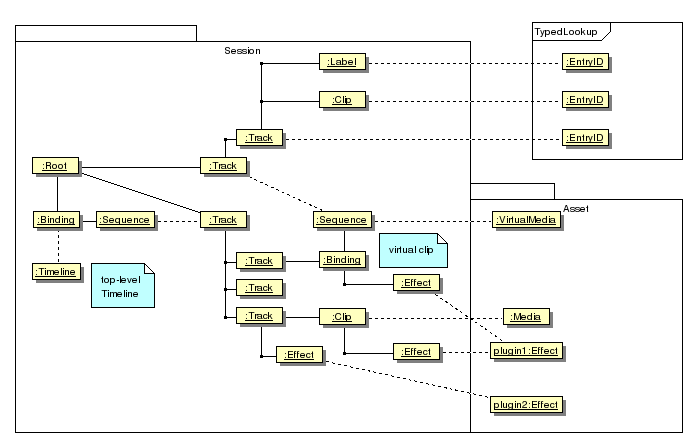 TypedLookup
Session
:Label
:EntryID
:Clip
:EntryID
:Track
:EntryID
:Root
:Track
Asset
:Binding
:Sequence
:Track
:Sequence
:VirtualMedia
virtual clip
:Track
:Binding
:Timeline
top-level
Timeline
:Track
:Effect
:Track
:Clip
:Media
:Effect
:Effect
plugin1:Effect
plugin2:Effect